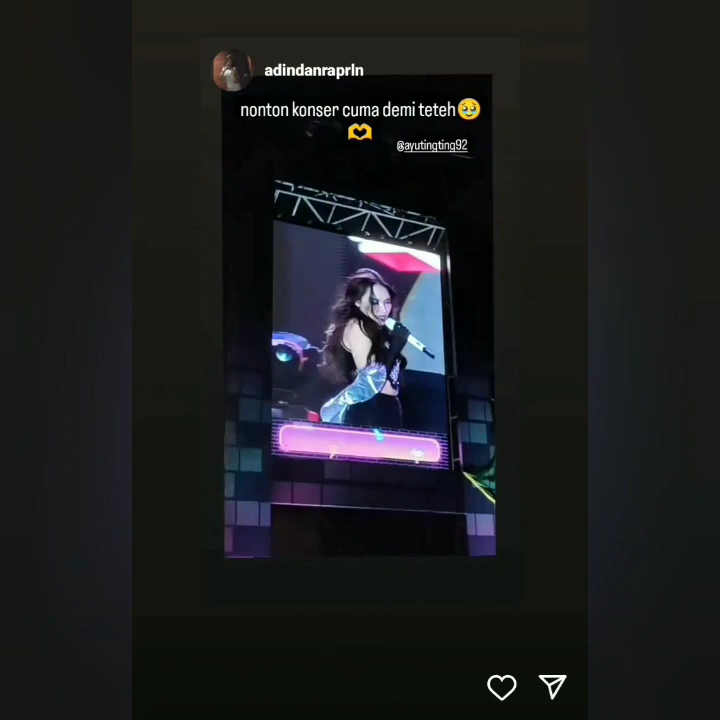 adindanraprln
nonton konser cuma demi teteh🥹
🫶
@ayutingting92